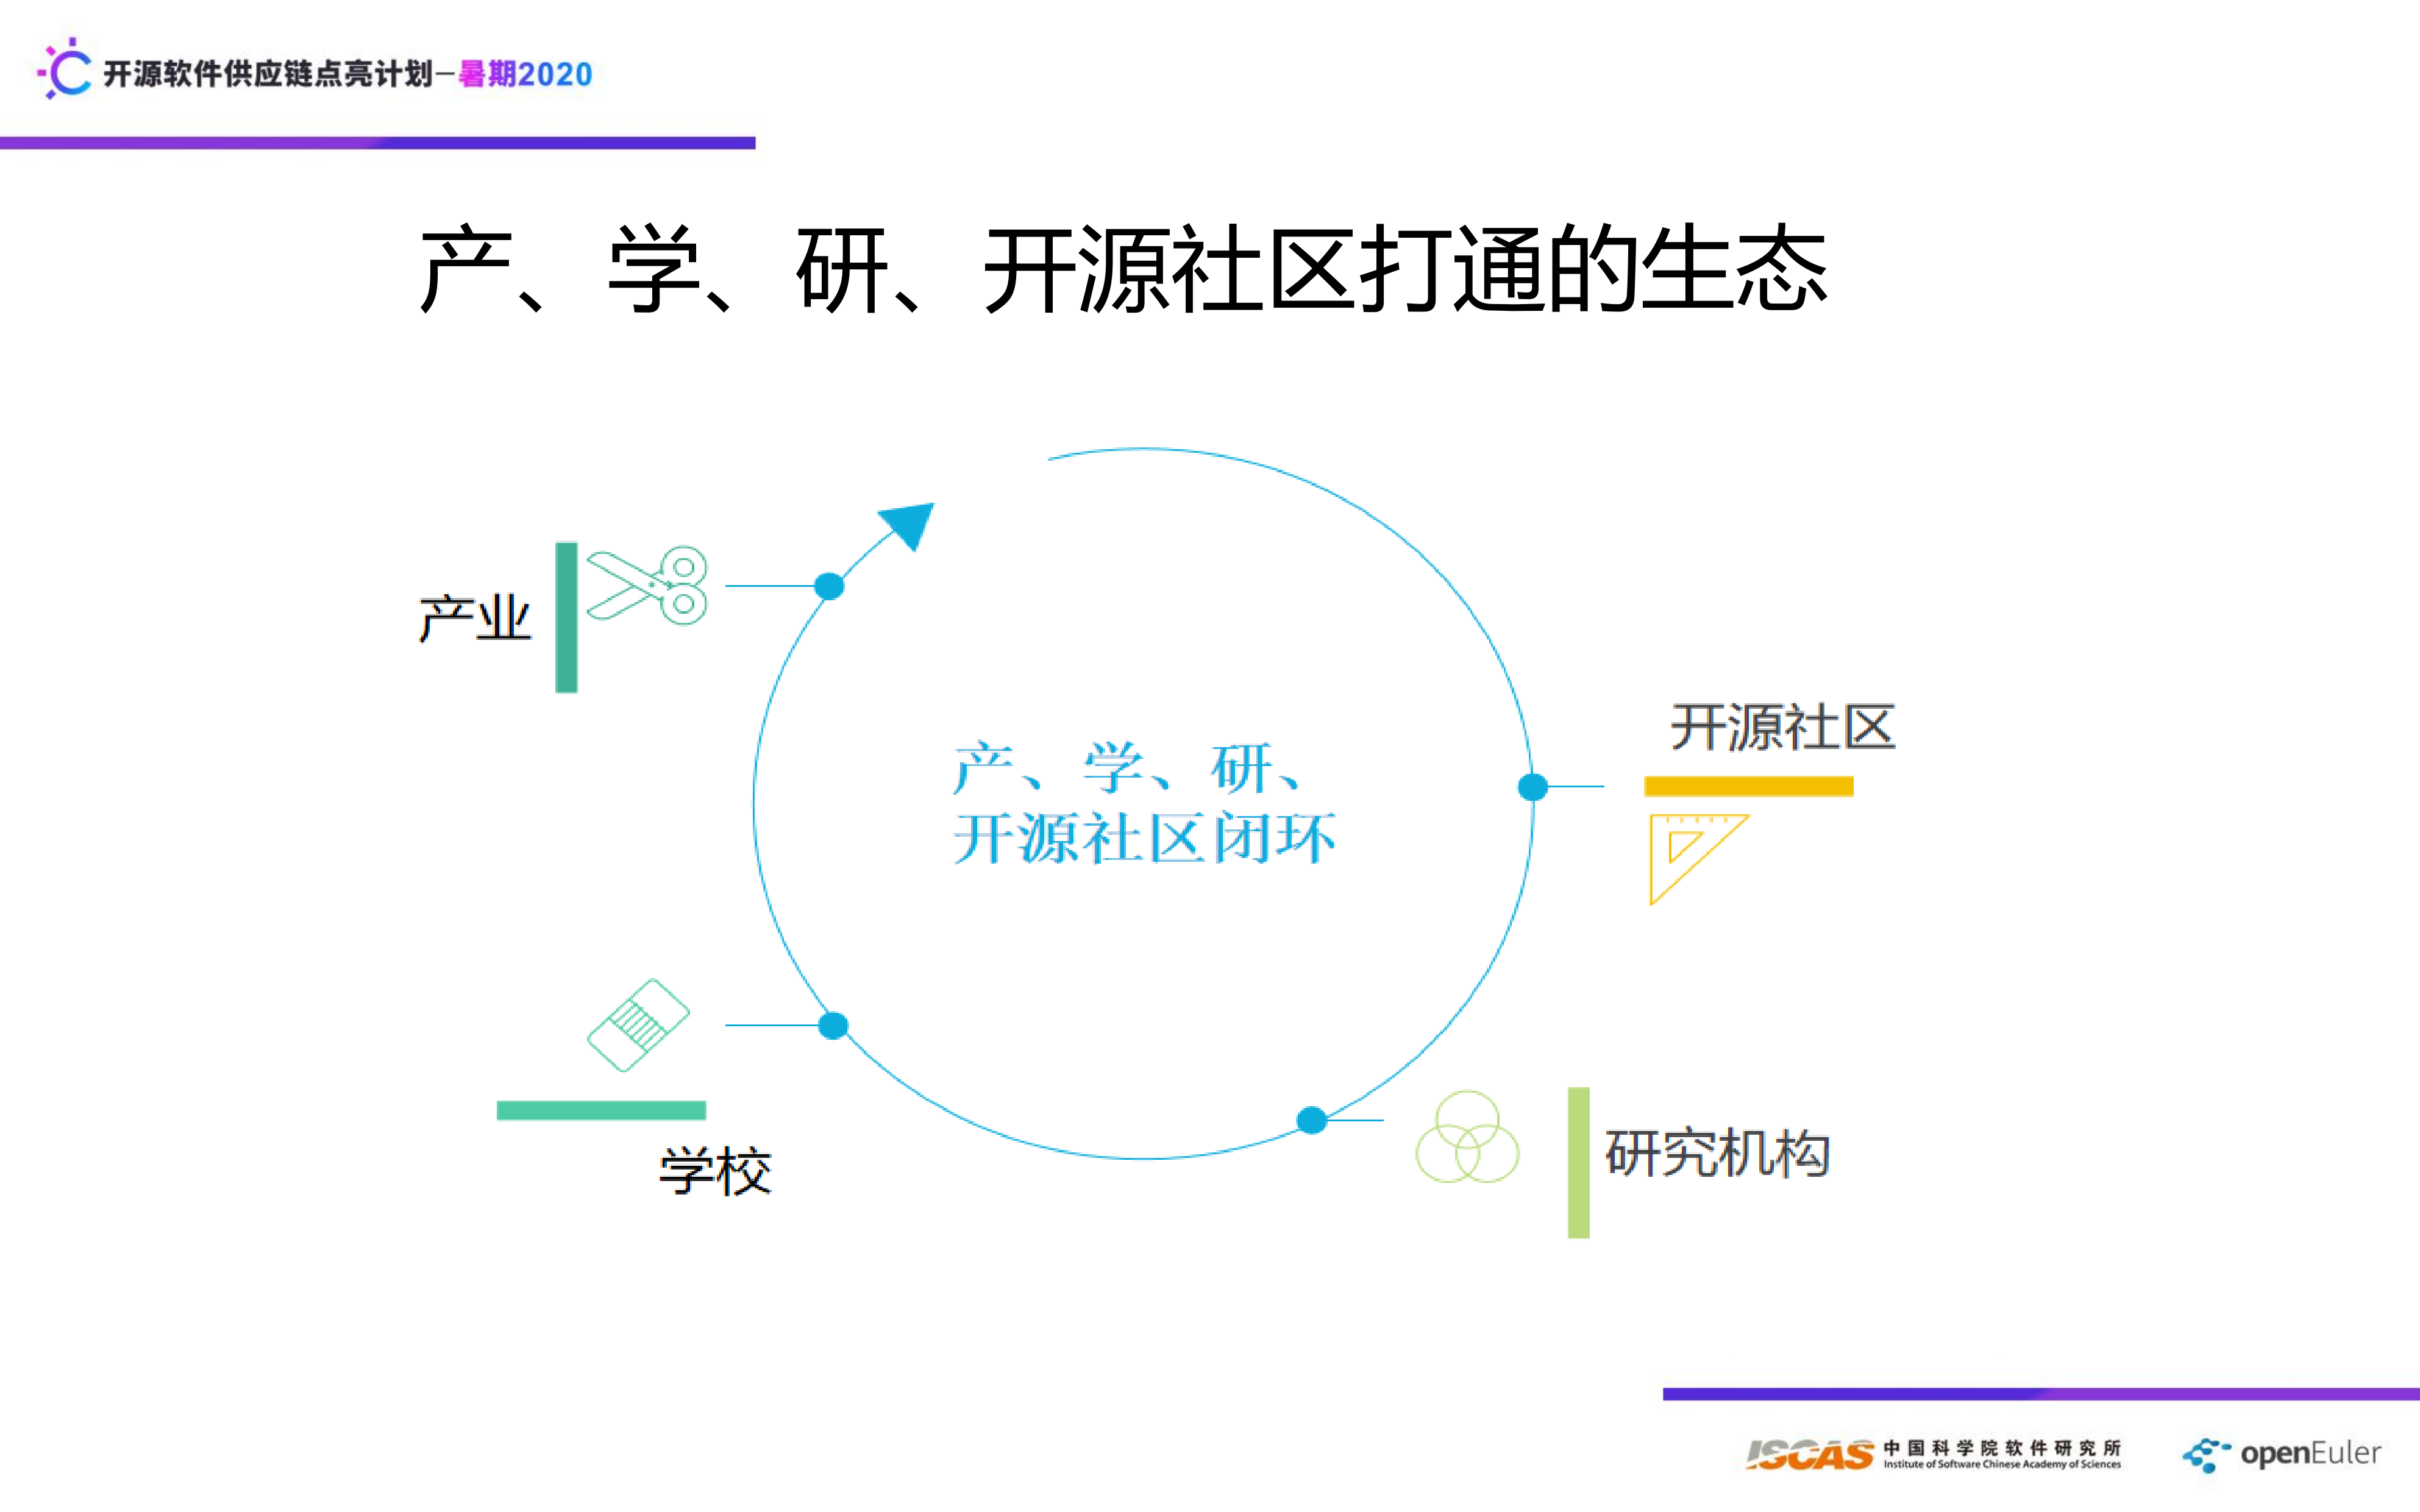 开源软件供应链点亮计划—暑期2020
产、学、研、开源社区打通的生态
产业
开源社区
产、学、研、
开源社区闭环
学校
研究机构
ISCAS 中国科学院软件研究所
Institute of Software Chinese Academy of Sciences
openEuler